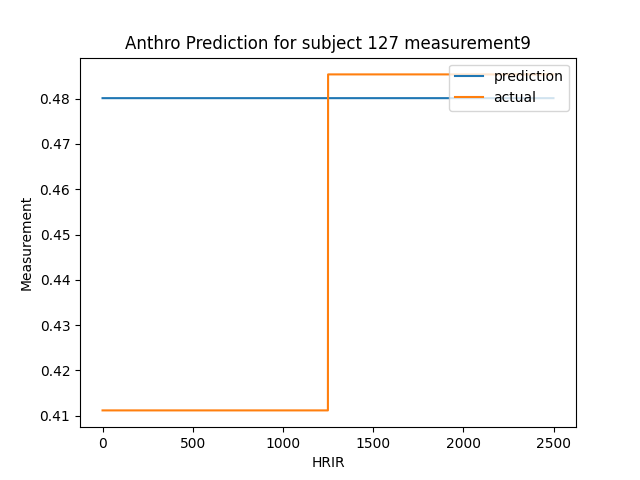 Anthro Prediction for subject 127 measurement9
prediction
actual
Measurement
0.48
0.47
0.46
0.45
0.44
0.43
0.42
0.41
0 500 1000 1500 2000 2500
HRIR